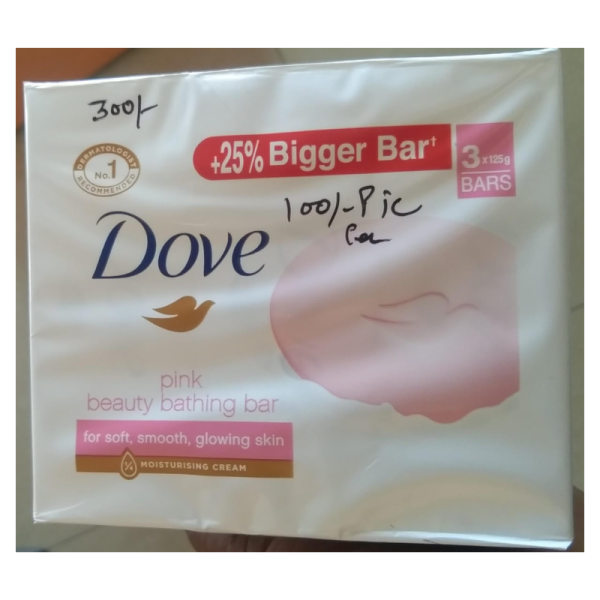 300/-
DERMATOLOGIST
No.1
RECOMMENDED
+25% Bigger Bar†
3 x125g
BARS
100/-Pic
Dove
pink
beauty bathing bar
for soft, smooth, glowing skin
¼ MOISTURISING CREAM